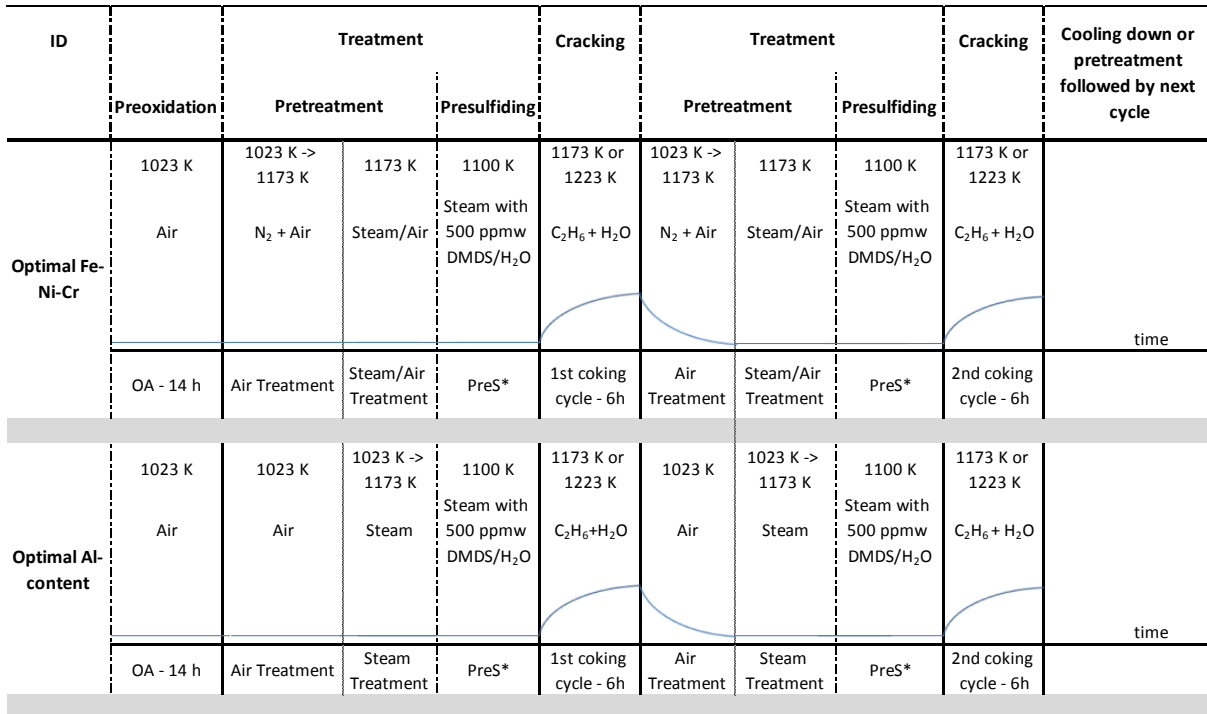 ID
Treatment
Cracking
Treatment
Cracking
Cooling down or
pretreatment
followed by next
cycle
Preoxidation
Pretreatment
Presulfiding
Pretreatment
Presulfiding
Optimal Fe-
Ni-Cr
1023 K
Air
1023 K ->
1173 K
N₂ + Air
1173 K
Steam/Air
1100 K
Steam with
500 ppmw
DMDS/H₂O
1173 K or
1223 K
C₂H₆ + H₂O
1023 K ->
1173 K
N₂ + Air
1173 K
Steam/Air
1100 K
Steam with
500 ppmw
DMDS/H₂O
1173 K or
1223 K
C₂H₆ + H₂O
time
OA - 14 h
Air Treatment
Steam/Air
Treatment
PreS*
1st coking
cycle - 6h
Air
Treatment
Steam/Air
Treatment
PreS*
2nd coking
cycle - 6h
Optimal Al-
content
1023 K
Air
1023 K
Air
1023 K ->
1173 K
Steam
1100 K
Steam with
500 ppmw
DMDS/H₂O
1173 K or
1223 K
C₂H₆+H₂O
1023 K
Air
1023 K ->
1173 K
Steam
1100 K
Steam with
500 ppmw
DMDS/H₂O
1173 K or
1223 K
C₂H₆ + H₂O
time
OA - 14 h
Air Treatment
Steam
Treatment
PreS*
1st coking
cycle - 6h
Air
Treatment
Steam
Treatment
PreS*
2nd coking
cycle - 6h